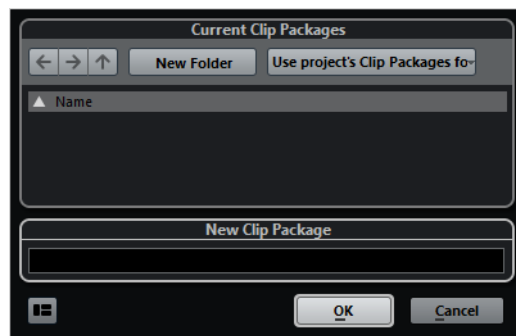 Current Clip Packages
New Folder
Use project's Clip Packages fo
Name
New Clip Package
OK
Cancel